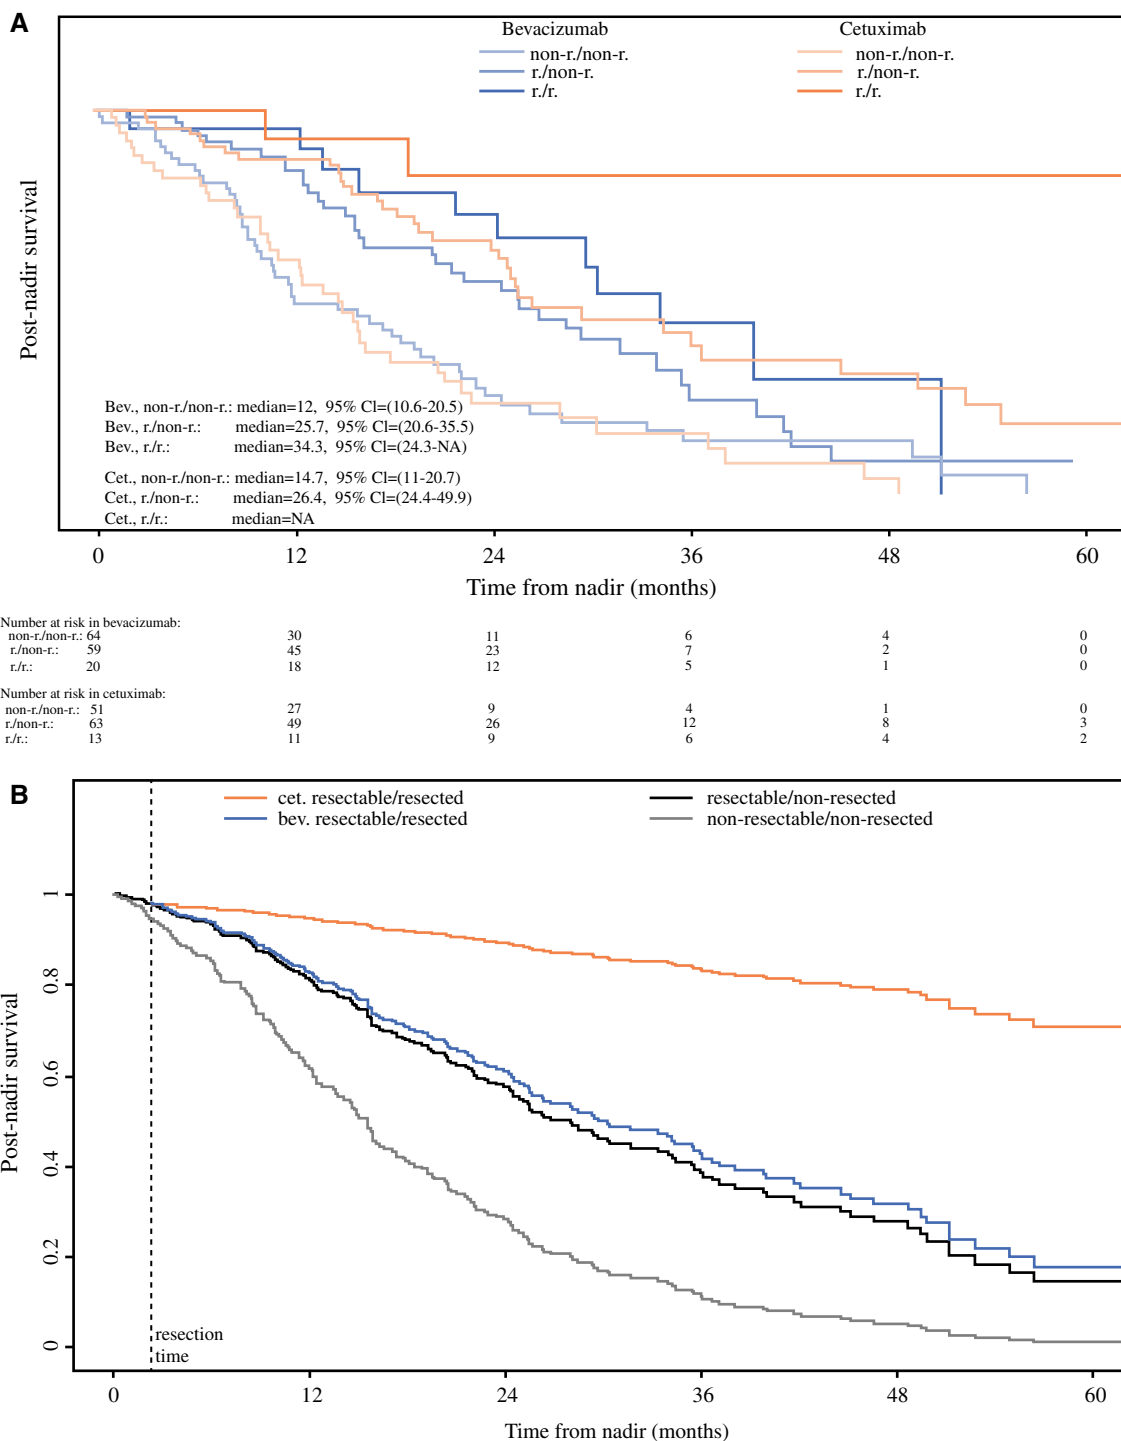 A
Bevacizumab Cetuximab
non-r./non-r. non-r./non-r.
r./non-r. r./non-r.
r./r. r./r.
Post-nadir survival
Bev., non-r./non-r.: median=12, 95% Cl=(10.6-20.5)
Bev., r./non-r.: median=25.7, 95% Cl=(20.6-35.5)
Bev., r./r.: median=34.3, 95% Cl=(24.3-NA)
Cet., non-r./non-r.: median=14.7, 95% Cl=(11-20.7)
Cet., r./non-r.: median=26.4, 95% Cl=(24.4-49.9)
Cet., r./r.: median=NA
0 12 24 36 48 60
Time from nadir (months)
Number at risk in bevacizumab:
non-r./non-r.: 64 30 11 6 4 0
r./non-r.: 59 45 23 7 2 0
r./r.: 20 18 12 5 1 0
Number at risk in cetuximab:
non-r./non-r.: 51 27 9 4 1 0
r./non-r.: 63 49 26 12 8 3
r./r.: 13 11 9 6 4 2
B
cet. resectable/resected resectable/non-resected
bev. resectable/resected non-resectable/non-resected
Post-nadir survival
1
0.8
0.6
0.4
0.2
0
resection
time
0 12 24 36 48 60
Time from nadir (months)